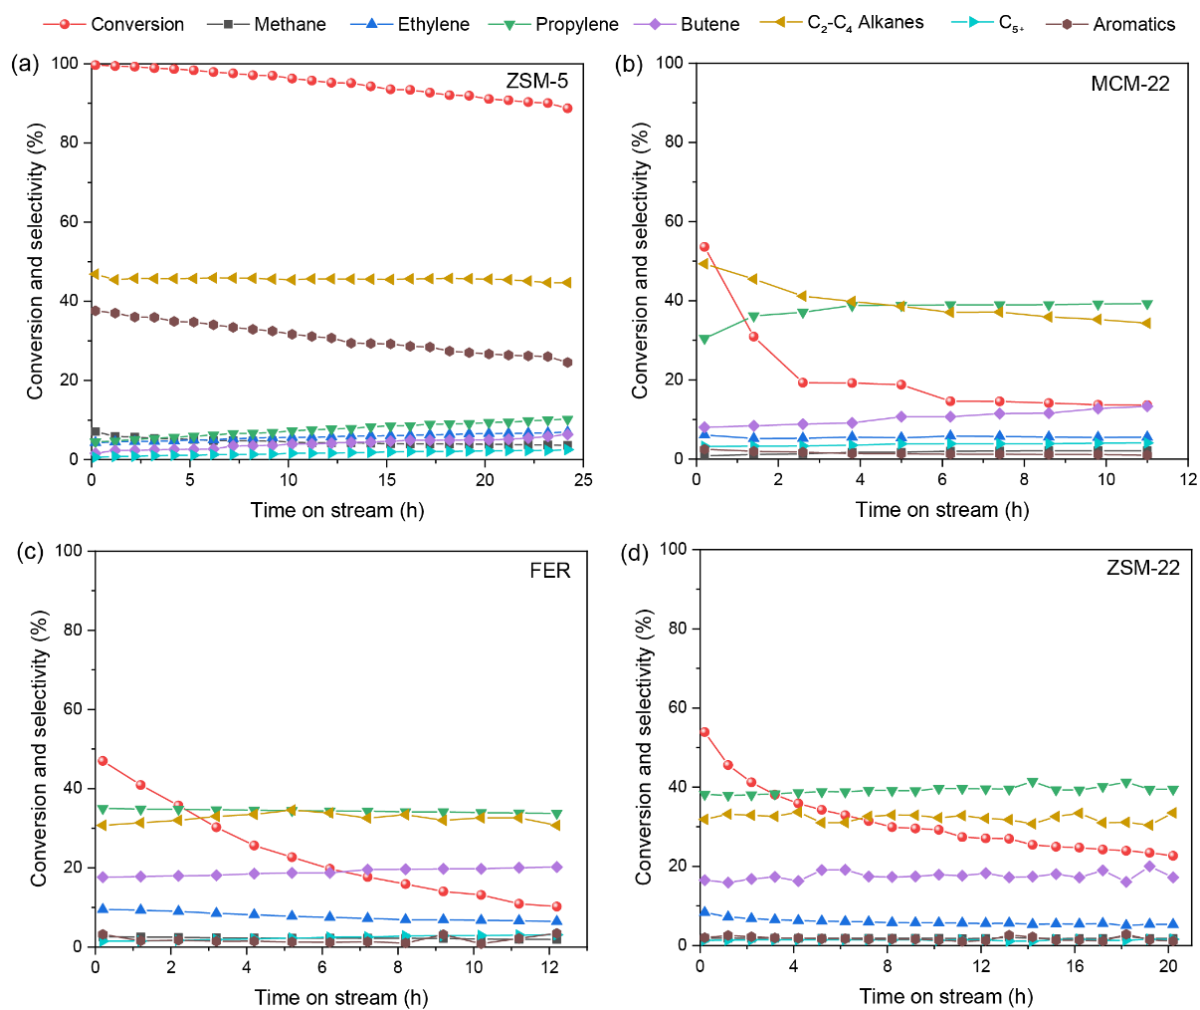 Conversion Methane Ethylene Propylene Butene C₂-C₄ Alkanes C₅₊ Aromatics
(a)
ZSM-5
100
80
60
40
20
0
Conversion and selectivity (%)
0 5 10 15 20 25
Time on stream (h)
(b)
MCM-22
100
80
60
40
20
0
Conversion and selectivity (%)
0 2 4 6 8 10 12
Time on stream (h)
(c)
FER
100
80
60
40
20
0
Conversion and selectivity (%)
0 2 4 6 8 10 12
Time on stream (h)
(d)
ZSM-22
100
80
60
40
20
0
Conversion and selectivity (%)
0 4 8 12 16 20
Time on stream (h)